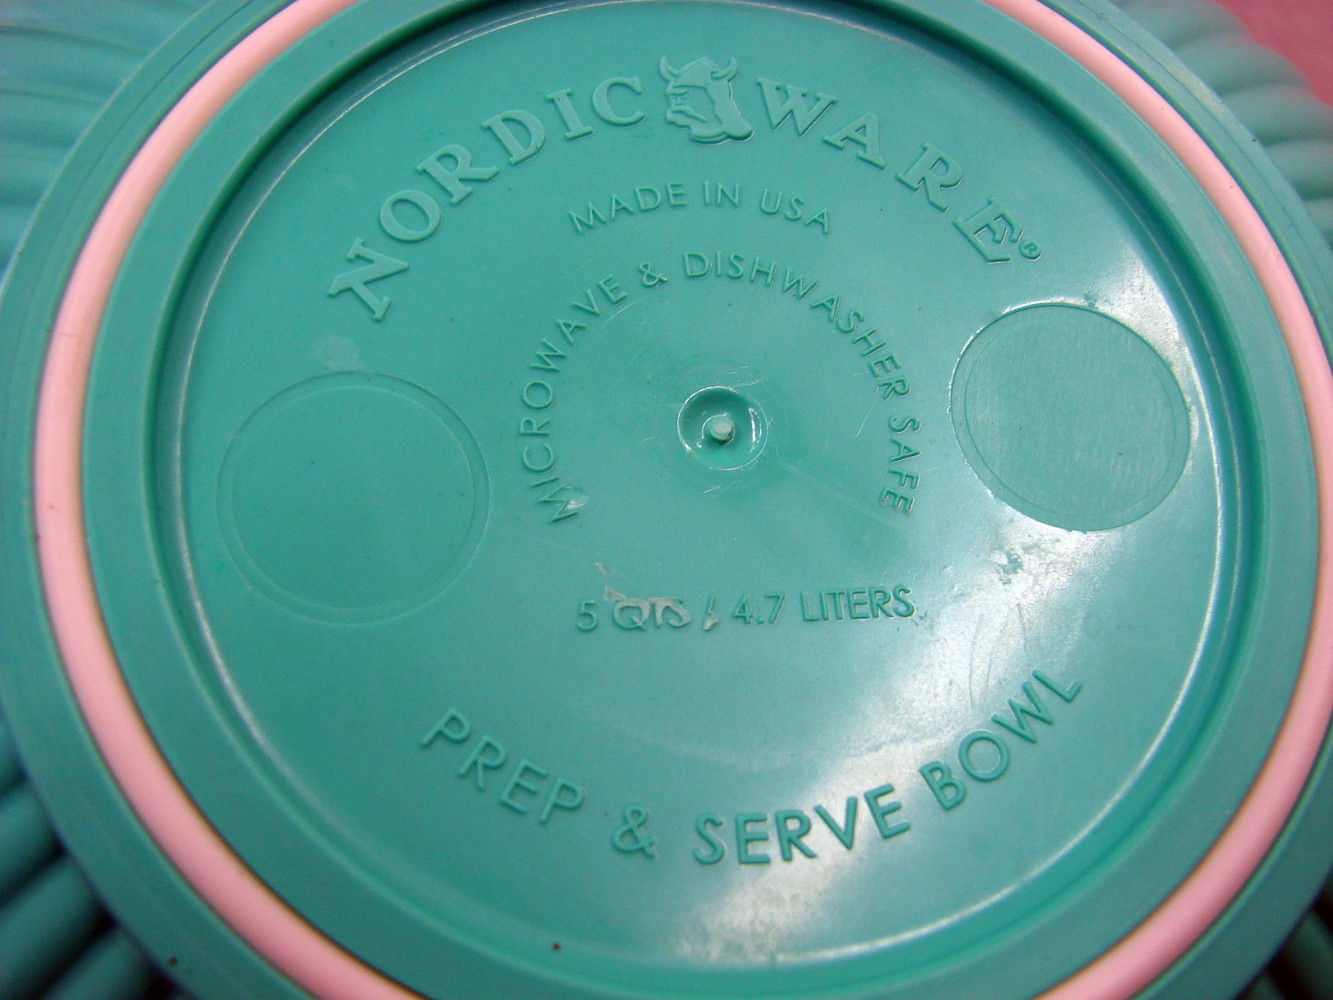 NORDIC WARE®
MADE IN USA
MICROWAVE & DISHWASHER SAFE
5 QTS / 4.7 LITERS
PREP & SERVE BOWL